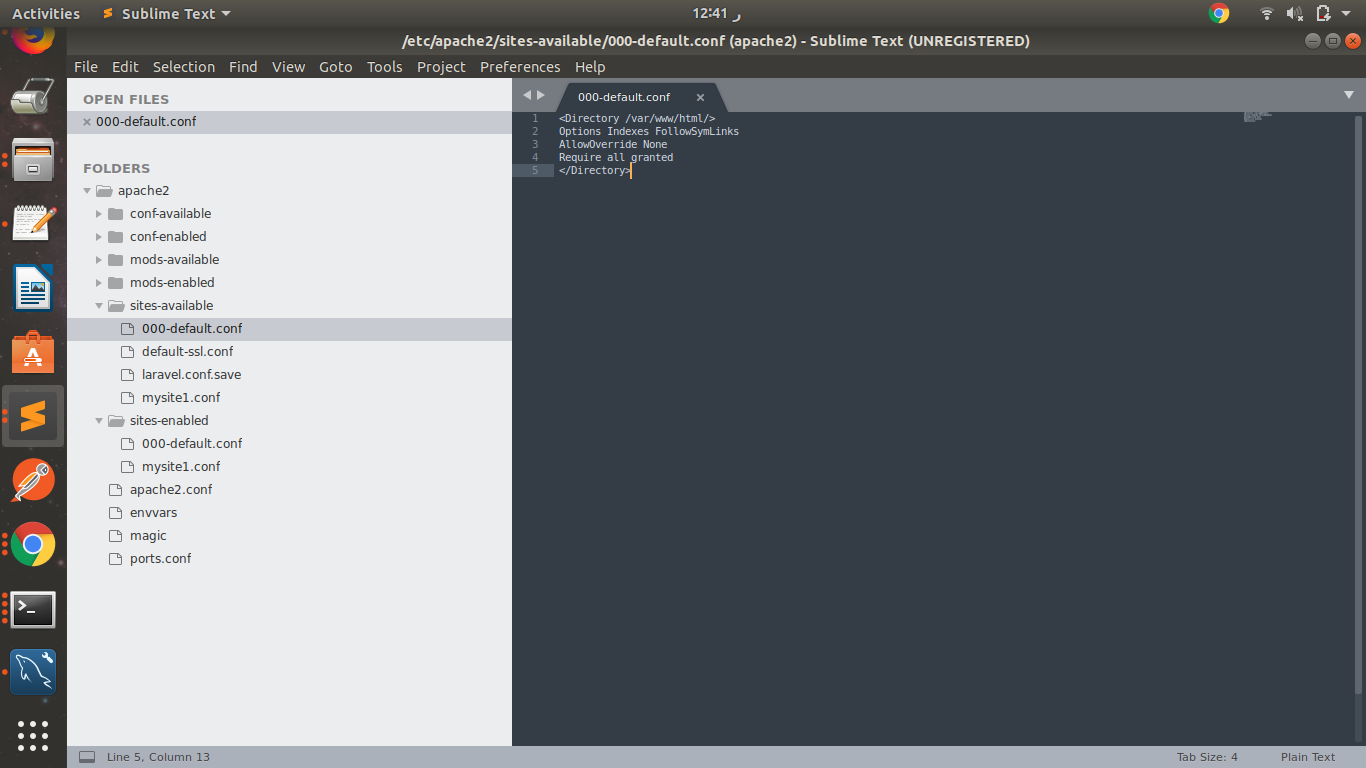 Activities
Sublime Text
12:41 ر
/etc/apache2/sites-available/000-default.conf (apache2) - Sublime Text (UNREGISTERED)
File Edit Selection Find View Goto Tools Project Preferences Help
OPEN FILES
000-default.conf
FOLDERS
apache2
conf-available
conf-enabled
mods-available
mods-enabled
sites-available
000-default.conf
default-ssl.conf
laravel.conf.save
mysite1.conf
sites-enabled
000-default.conf
mysite1.conf
apache2.conf
envvars
magic
ports.conf
000-default.conf
1 <Directory /var/www/html/>
2 Options Indexes FollowSymLinks
3 AllowOverride None
4 Require all granted
5 </Directory>
Line 5, Column 13
Tab Size: 4
Plain Text